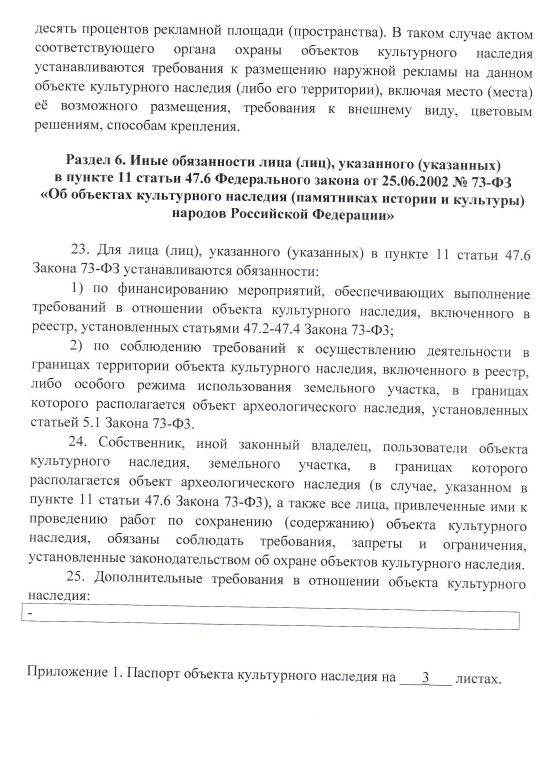 десять процентов рекламной площади (пространства). В таком случае актом
соответствующего органа охраны объектов культурного наследия
устанавливаются требования к размещению наружной рекламы на данном
объекте культурного наследия (либо его территории), включая место (места)
её возможного размещения, требования к внешнему виду, цветовым
решениям, способам крепления.
Раздел 6. Иные обязанности лица (лиц), указанного (указанных)
в пункте 11 статьи 47.6 Федерального закона от 25.06.2002 № 73-ФЗ
«Об объектах культурного наследия (памятниках истории и культуры)
народов Российской Федерации»
23. Для лица (лиц), указанного (указанных) в пункте 11 статьи 47.6
Закона 73-ФЗ устанавливаются обязанности:
1) по финансированию мероприятий, обеспечивающих выполнение
требований в отношении объекта культурного наследия, включенного в
реестр, установленных статьями 47.2-47.4 Закона 73-ФЗ;
2) по соблюдению требований к осуществлению деятельности в
границах территории объекта культурного наследия, включенного в реестр,
либо особого режима использования земельного участка, в границах
которого располагается объект археологического наследия, установленных
статьей 5.1 Закона 73-ФЗ.
24. Собственник, иной законный владелец, пользователи объекта
культурного наследия, земельного участка, в границах которого
располагается объект археологического наследия (в случае, указанном в
пункте 11 статьи 47.6 Закона 73-ФЗ), а также все лица, привлеченные ими к
проведению работ по сохранению (содержанию) объекта культурного
наследия, обязаны соблюдать требования, запреты и ограничения,
установленные законодательством об охране объектов культурного наследия.
25. Дополнительные требования в отношении объекта культурного
наследия:
-
Приложение 1. Паспорт объекта культурного наследия на ___3___ листах.